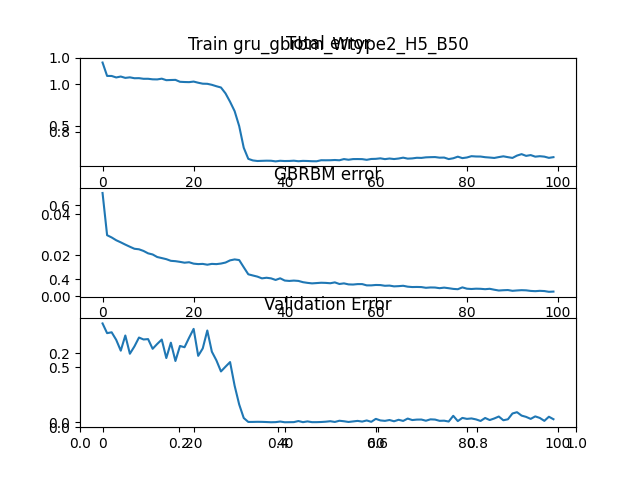 Train gru_gbrbm_Wtype2_H5_B50
Total error
1.0
1.0
0.5
0.8
0 20 40 60 80 100
GBRBM error
0.6
0.04
0.02
0.4
0.00
0 20 40 60 80 100
Validation Error
0.2
0.5
0.0
0.0
0 20 40 60 80 100
0.0 0.2 0.4 0.6 0.8 1.0